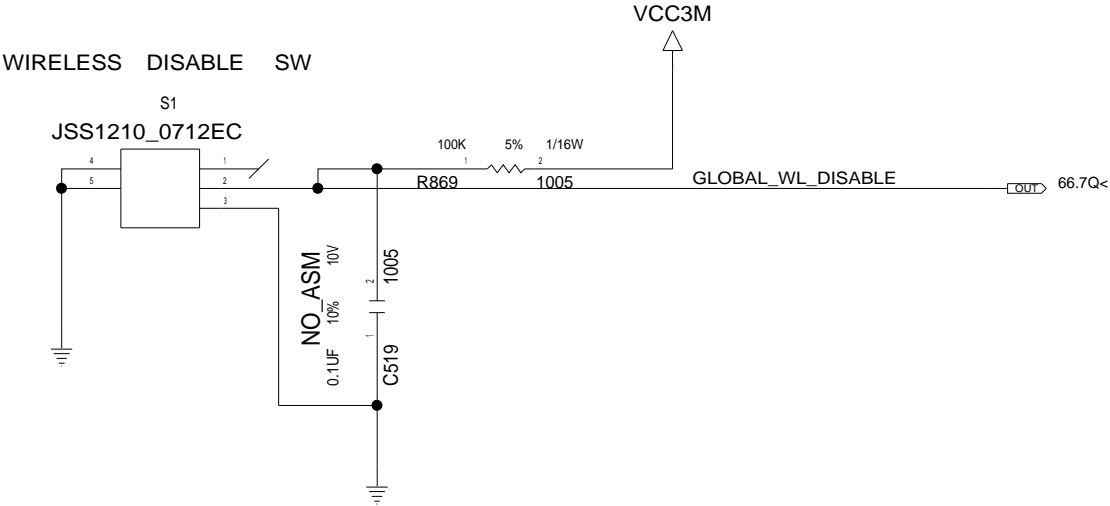 VCC3M
WIRELESS DISABLE SW
S1
JSS1210_0712EC
100K 5% 1/16W
4 1 1 2
5 2
R869 1005
GLOBAL_WL_DISABLE
OUT 66.7Q<
3
NO_ASM
0.1UF 10% 10V
2
1005
1
C519